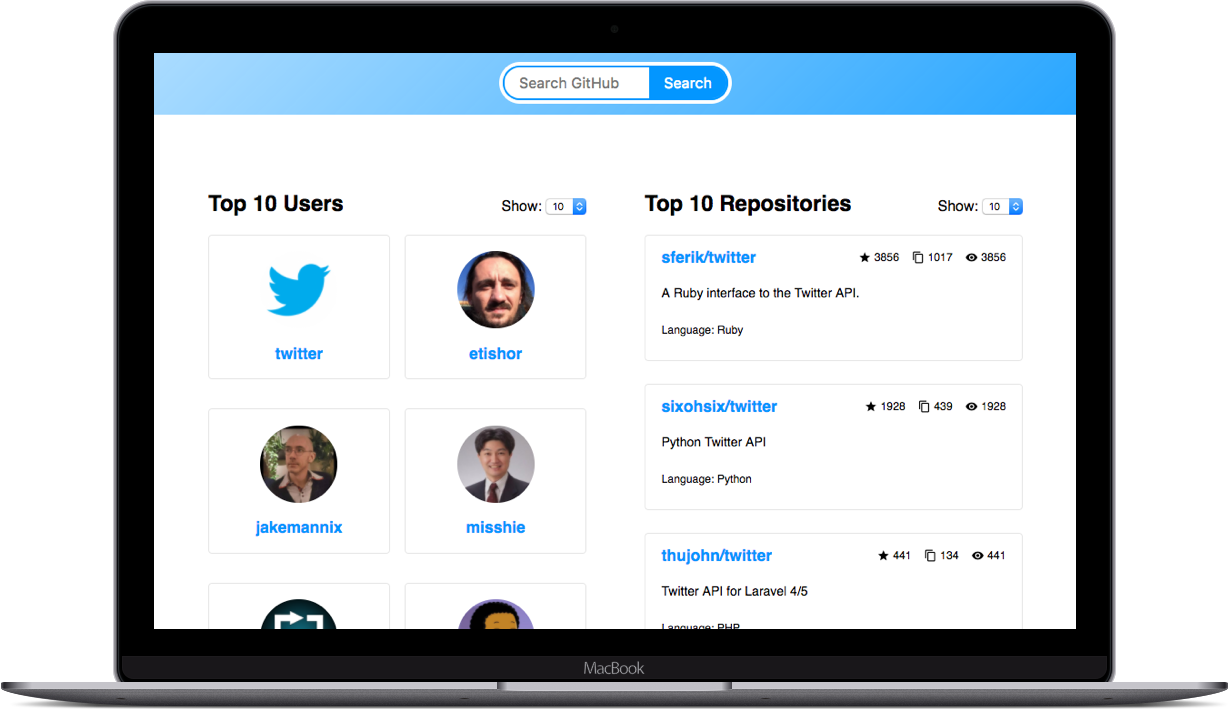 Search GitHub Search
Top 10 Users
Show: 10
twitter
etishor
jakemannix
misshie
Top 10 Repositories
Show: 10
sferik/twitter 3856 1017 3856
A Ruby interface to the Twitter API.
Language: Ruby
sixohsix/twitter 1928 439 1928
Python Twitter API
Language: Python
thujohn/twitter 441 134 441
Twitter API for Laravel 4/5
Language: PHP
MacBook